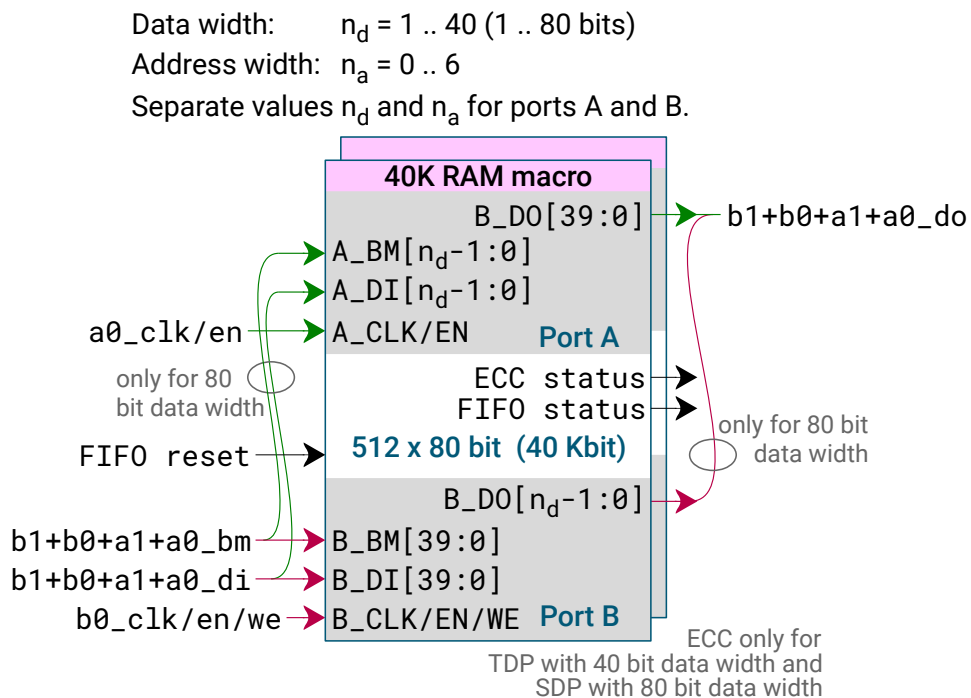 Data width: n_d = 1 .. 40 (1 .. 80 bits)
Address width: n_a = 0 .. 6
Separate values n_d and n_a for ports A and B.
40K RAM macro
B_DO[39:0]
b1+b0+a1+a0_do
A_BM[n_d-1:0]
A_DI[n_d-1:0]
a0_clk/en
A_CLK/EN
Port A
only for 80
bit data width
ECC status
FIFO status
only for 80 bit
data width
FIFO reset
512 x 80 bit (40 Kbit)
B_DO[n_d-1:0]
b1+b0+a1+a0_bm
B_BM[39:0]
b1+b0+a1+a0_di
B_DI[39:0]
b0_clk/en/we
B_CLK/EN/WE
Port B
ECC only for
TDP with 40 bit data width and
SDP with 80 bit data width